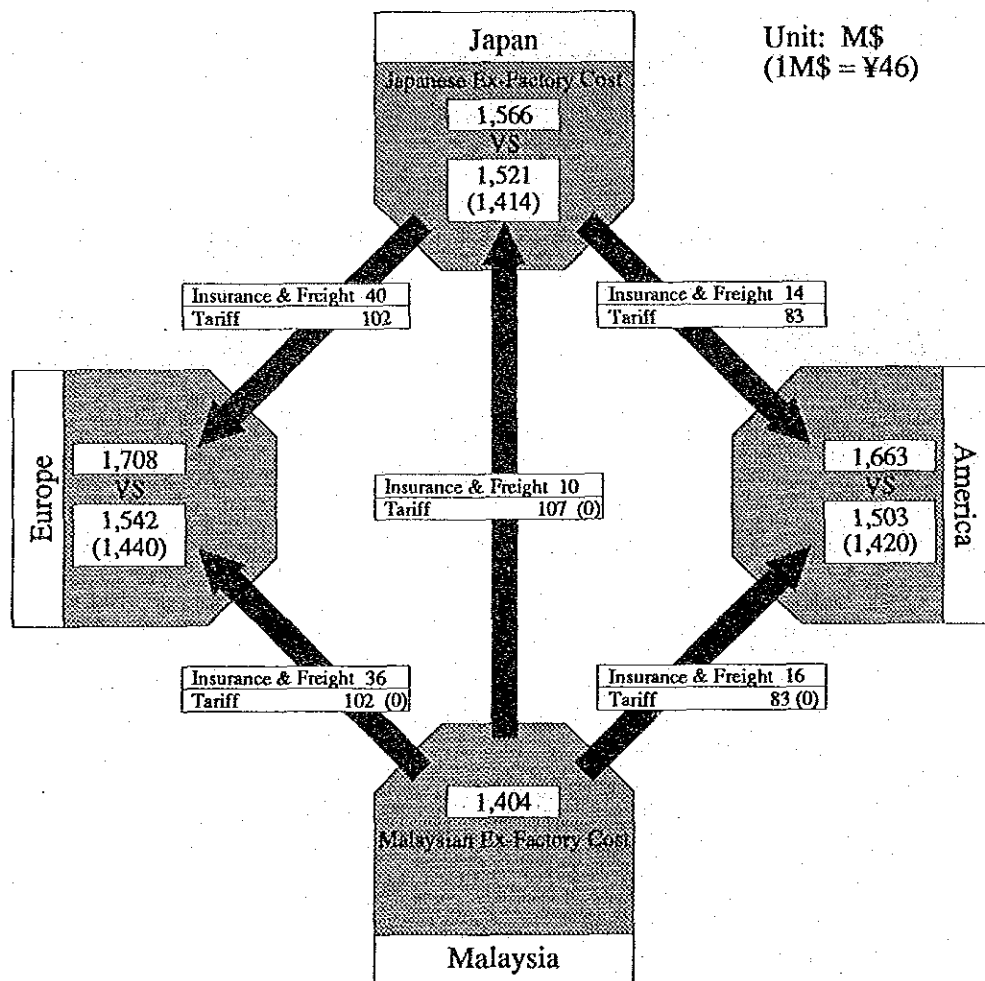 Japan
Unit: M$
(1M$ = ¥46)
Japanese Ex-Factory Cost
1,566
VS
1,521
(1,414)
Insurance & Freight 40
Tariff 102
Insurance & Freight 14
Tariff 83
Europe
1,708
VS
1,542
(1,440)
Insurance & Freight 10
Tariff 107 (0)
America
1,663
VS
1,503
(1,420)
Insurance & Freight 36
Tariff 102 (0)
Insurance & Freight 16
Tariff 83 (0)
1,404
Malaysian Ex-Factory Cost
Malaysia